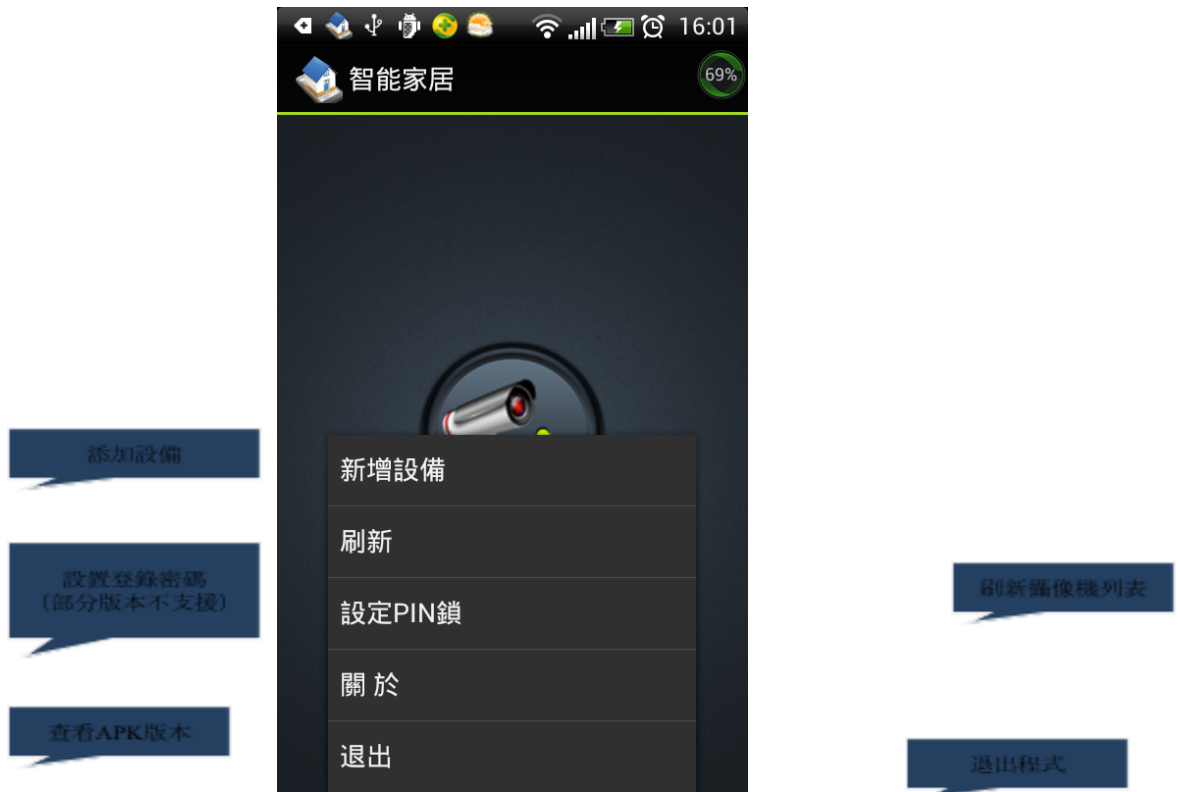 16:01
智能家居
69%
添加設備
新增設備
刷新
設置登錄密碼
(部分版本不支援)
刷新攝像機列表
設定PIN鎖
關 於
查看APK版本
退出
退出程式